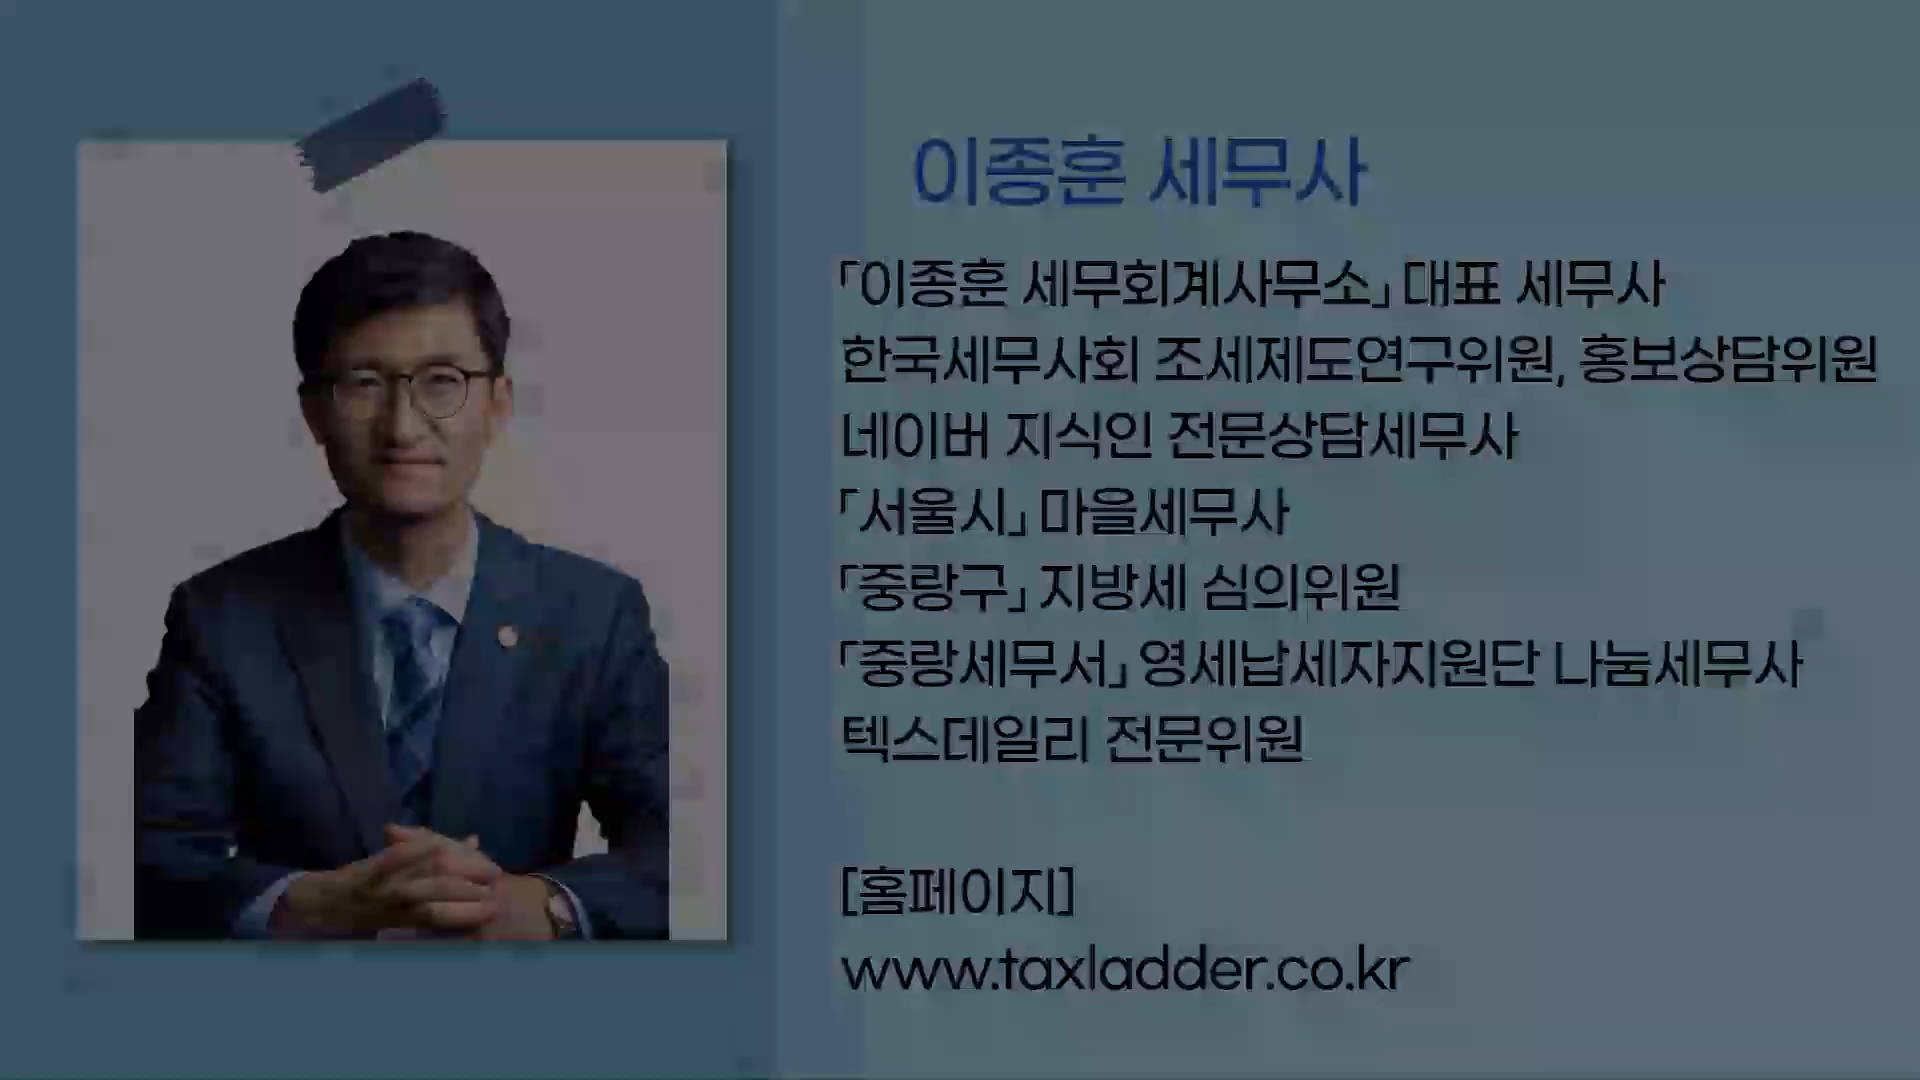 이종훈 세무사
「이종훈 세무회계사무소」 대표 세무사
한국세무사회 조세제도연구위원, 홍보상담위원
네이버 지식인 전문상담세무사
「서울시」 마을세무사
「중랑구」 지방세 심의위원
「중랑세무서」 영세납세자지원단 나눔세무사
텍스데일리 전문위원
[홈페이지]
www.taxladder.co.kr